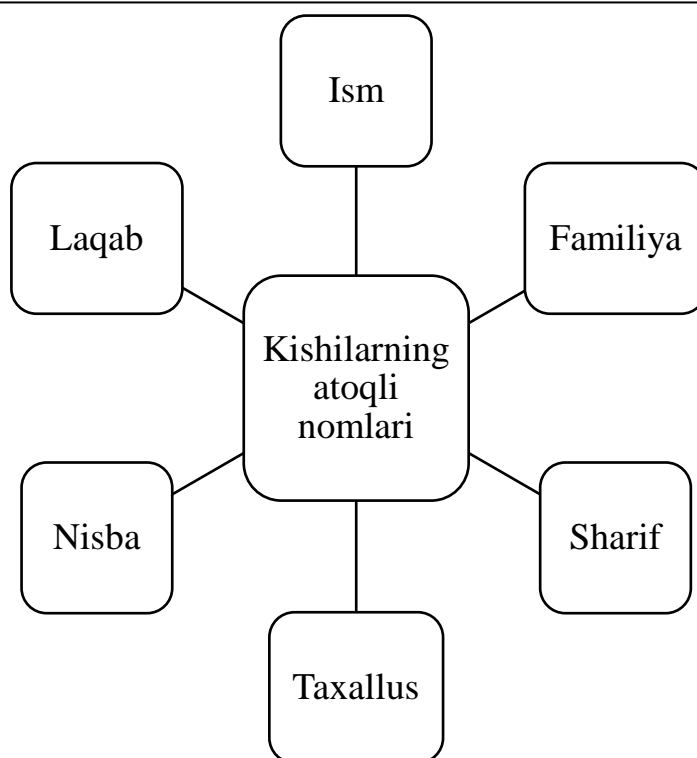 Ism
Laqab
Familiya
Kishilarning
atoqli
nomlari
Nisba
Sharif
Taxallus